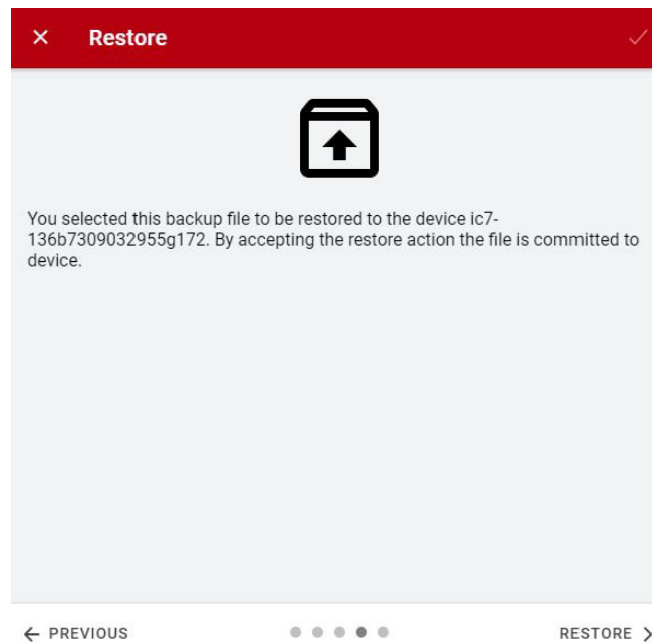 Restore
You selected this backup file to be restored to the device ic7-
136b7309032955g172. By accepting the restore action the file is committed to
device.
PREVIOUS
RESTORE